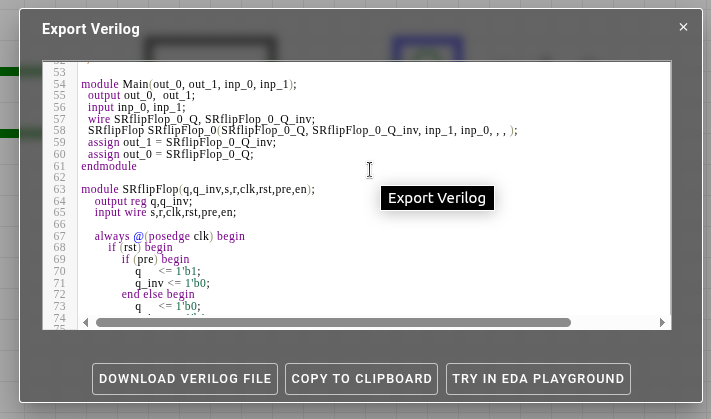 Export Verilog
×
53
54 module Main(out_0, out_1, inp_0, inp_1);
55 output out_0, out_1;
56 input inp_0, inp_1;
57 wire SRflipFlop_0_Q, SRflipFlop_0_Q_inv;
58 SRflipFlop SRflipFlop_0(SRflipFlop_0_Q, SRflipFlop_0_Q_inv, inp_1, inp_0, , , );
59 assign out_1 = SRflipFlop_0_Q_inv;
60 assign out_0 = SRflipFlop_0_Q;
61 endmodule
62
63 module SRflipFlop(q,q_inv,s,r,clk,rst,pre,en);
64 output reg q,q_inv;
65 input wire s,r,clk,rst,pre,en;
66
67 always @(posedge clk) begin
68 if (rst) begin
69 if (pre) begin
70 q <= 1'b1;
71 q_inv <= 1'b0;
72 end else begin
73 q <= 1'b0;
74
Export Verilog
DOWNLOAD VERILOG FILE
COPY TO CLIPBOARD
TRY IN EDA PLAYGROUND